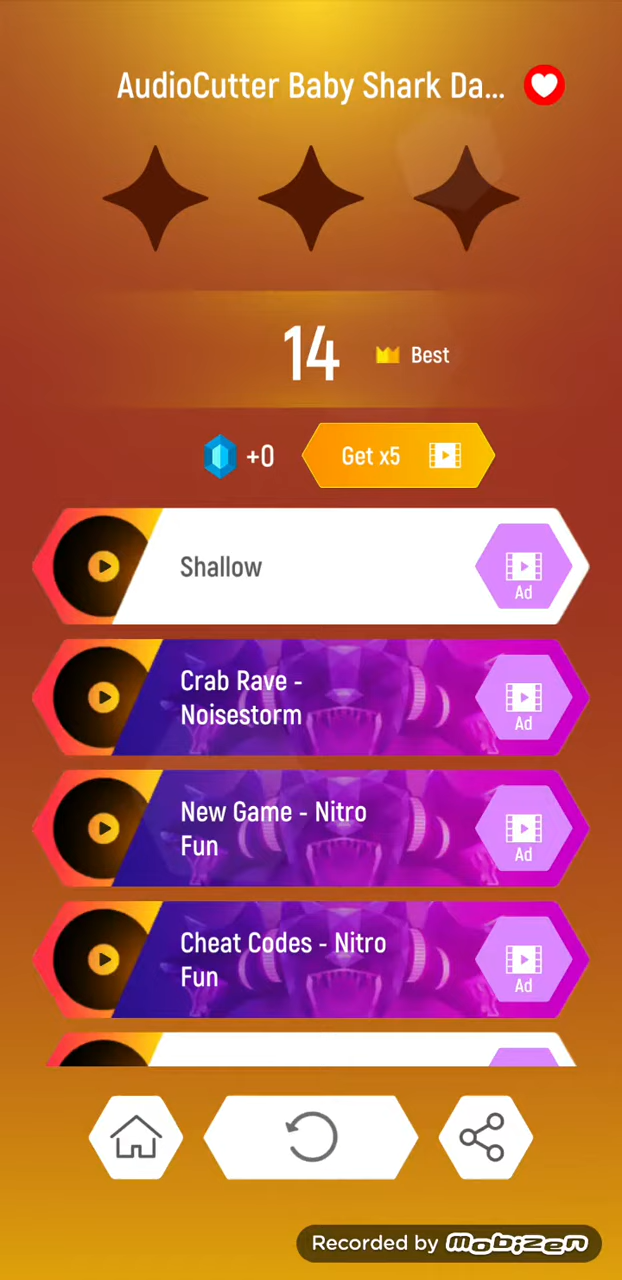 AudioCutter Baby Shark Da...
14
Best
+0
Get x5
Shallow
Ad
Crab Rave -
Noisestorm
Ad
New Game - Nitro
Fun
Ad
Cheat Codes - Nitro
Fun
Ad
Recorded by mobizen